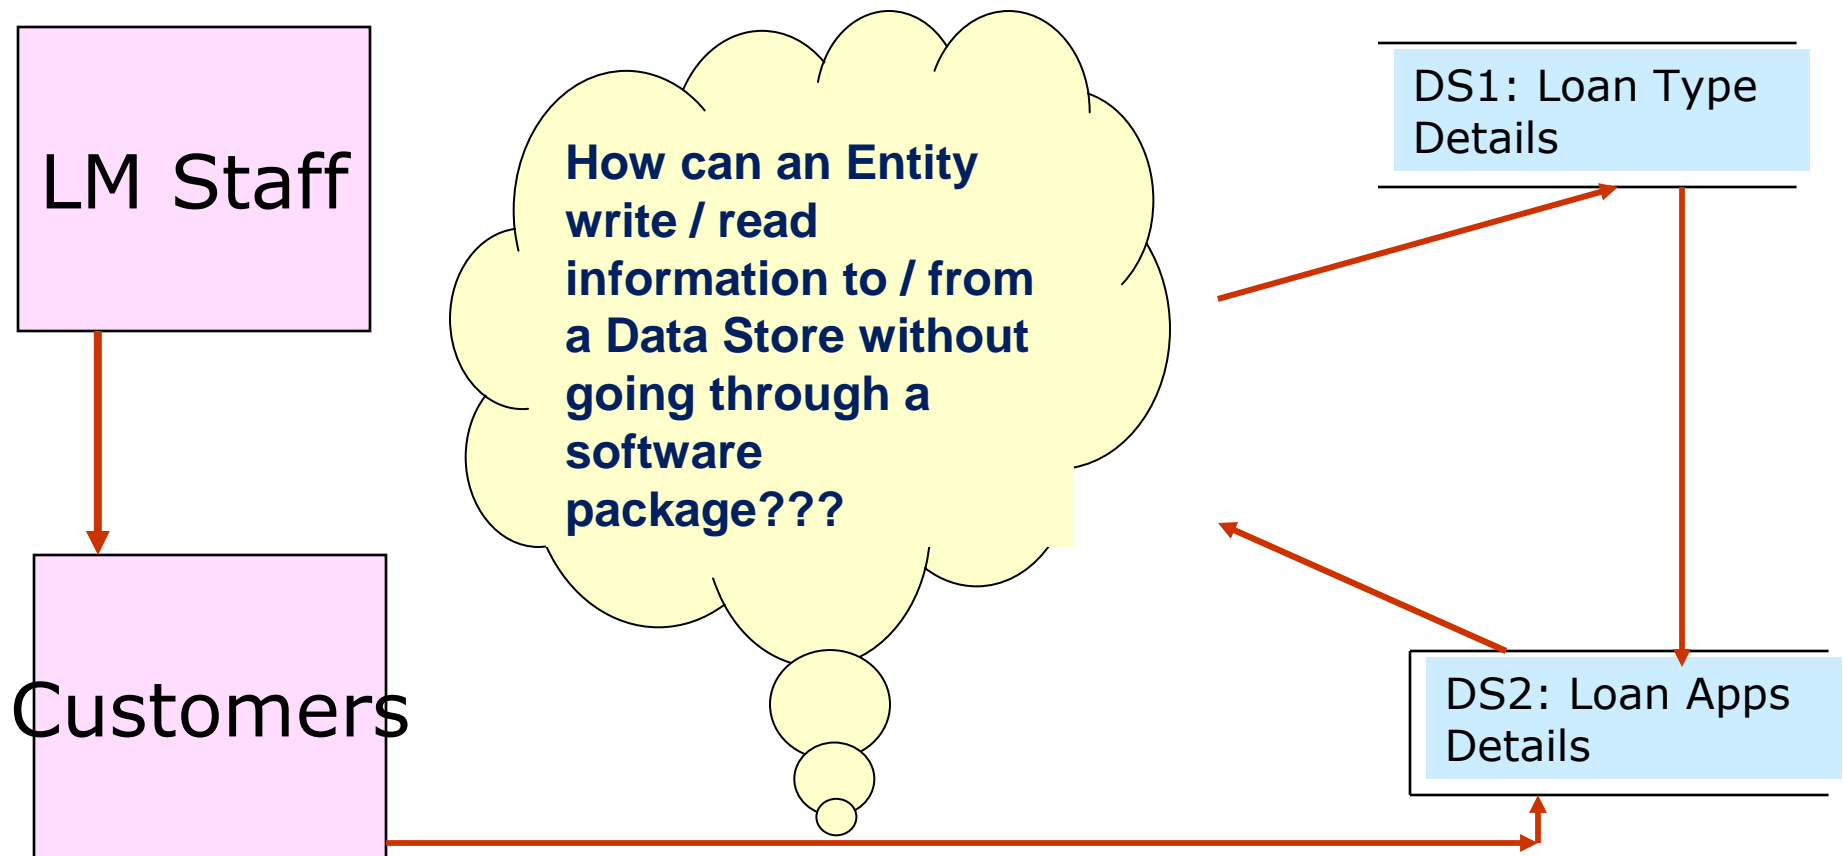 LM Staff
How can an Entity
write / read
information to / from
a Data Store without
going through a
software
package???
DS1: Loan Type
Details
Customers
DS2: Loan Apps
Details